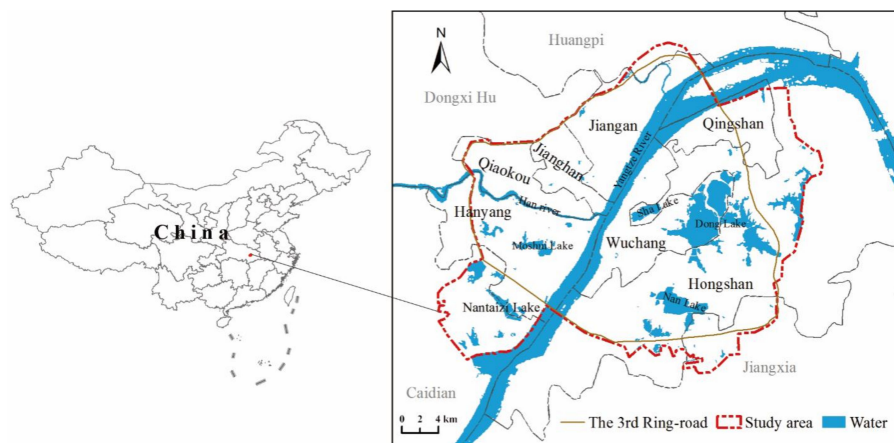 China
N
Huangpi
Dongxi Hu
Jiangan
Qingshan
Jianghan
Qiaokou
Yangtze River
Han river
Hanyang
Sha Lake
Dong Lake
Moshui Lake
Wuchang
Hongshan
Nantaizi Lake
Nan Lake
Jiangxia
Caidian
0 2 4 km
The 3rd Ring-road
Study area
Water